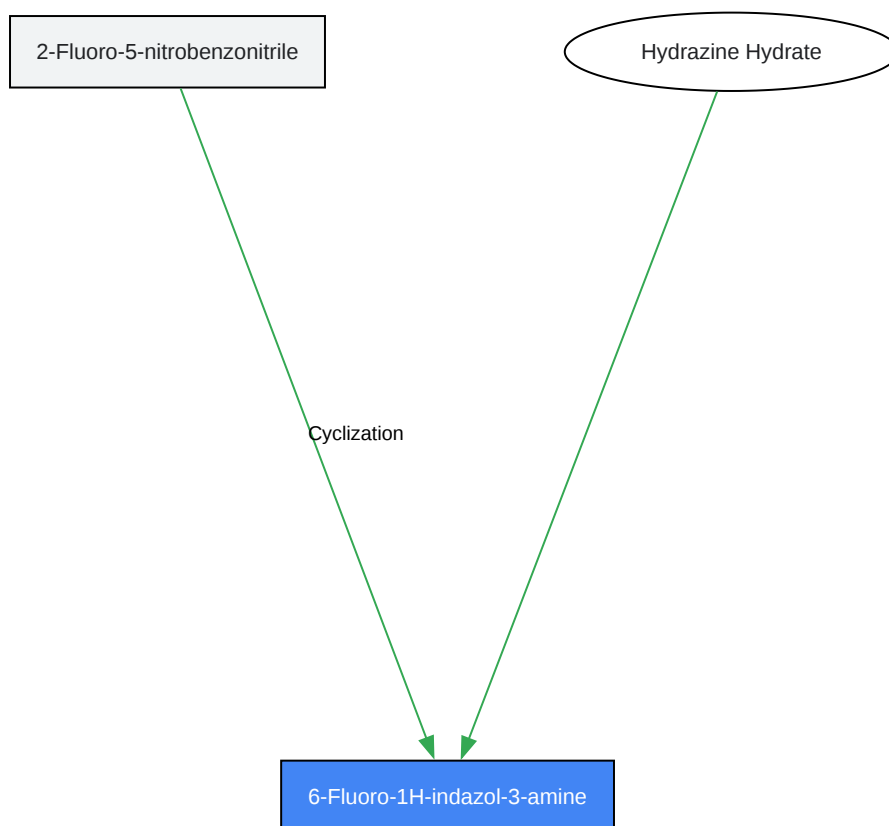 2-Fluoro-5-nitrobenzonitrile
Hydrazine Hydrate
Cyclization
6-Fluoro-1H-indazol-3-amine